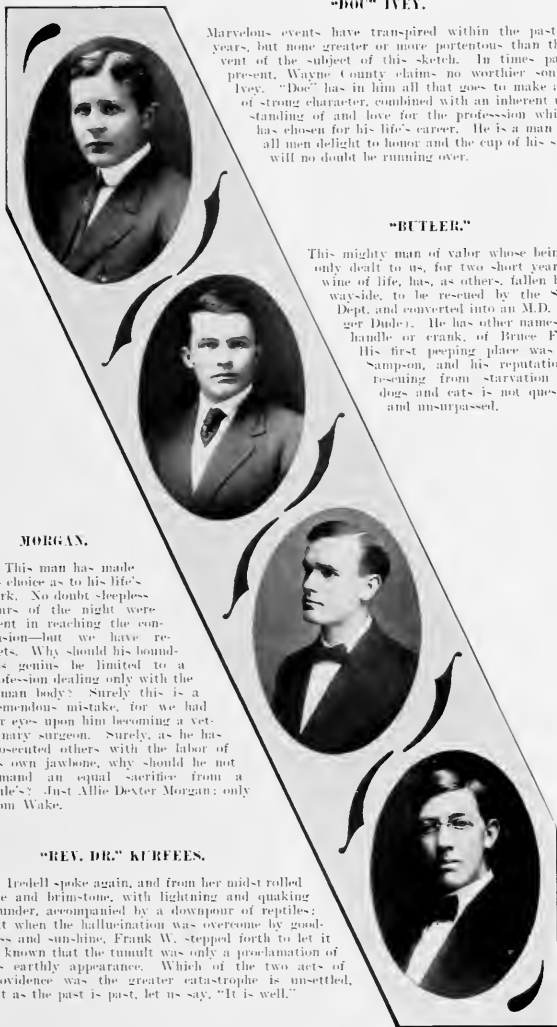 "DOC" IVEY.
Marvelous events have transpired within the past
years, but none greater or more portentous than th
vent of the subject of this sketch. In times pa
present, Wayne County claims no worthier son
Ivey. "Doc" has in him all that goes to make a
of strong character, combined with an inherent
standing of and love for the professsion whi
has chosen for his life's career. He is a man
all men delight to honor and the cup of his s
will no doubt be running over.
"BUTLER."
This mighty man of valor whose bein
only dealt to us, for two short year
wine of life, has, as others, fallen b
way-side, to be rescued by the S
Dept. and converted into an M.D.
ger Dude). He has other name
handle or crank, of Bruce F
His first peeping place was
Sampson, and his reputatio
rescuing from starvation
dogs and cats is not ques
and unsurpassed.
MORGAN.
This man has made
choice as to his life's
rk. No doubt sleepless
urs of the night were
ent in reaching the con-
sion—but we have re-
ets. Why should his bound-
s genius be limited to a
ofession dealing only with the
man body? Surely this is a
emendous mistake, for we had
r eyes upon him becoming a vet-
nary surgeon. Surely, as he has
osecuted others with the labor of
s own jawbone, why should he not
mand an equal sacrifice from a
ule's? Just Allie Dexter Morgan; only
om Wake.
"REV. DR." KURFEES.
Iredell spoke again, and from her midst rolled
e and brim-stone, with lightning and quaking
under, accompanied by a downpour of reptiles;
t when the hallucination was overcome by good-
ss and sun-shine, Frank W. stepped forth to let it
known that the tumult was only a proclamation of
s earthly appearance. Which of the two acts of
ovidence was the greater catastrophe is unsettled,
t as the past is past, let us say, "It is well."